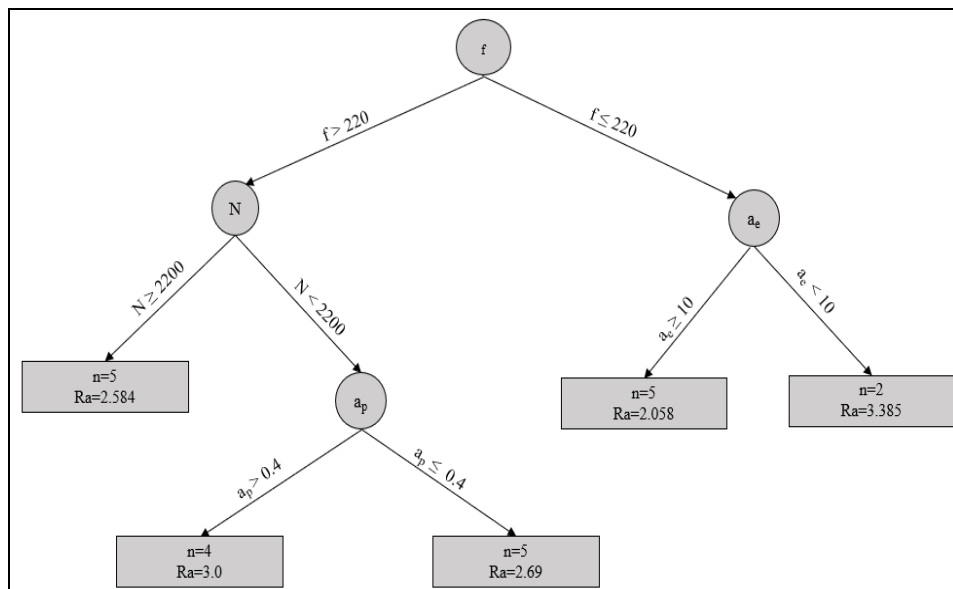 f
f > 220
f ≤ 220
N
aₑ
N ≥ 2200
N < 2200
aₑ ≥ 10
aₑ < 10
n=5
Ra=2.584
aₚ
n=5
Ra=2.058
n=2
Ra=3.385
aₚ > 0.4
aₚ ≤ 0.4
n=4
Ra=3.0
n=5
Ra=2.69